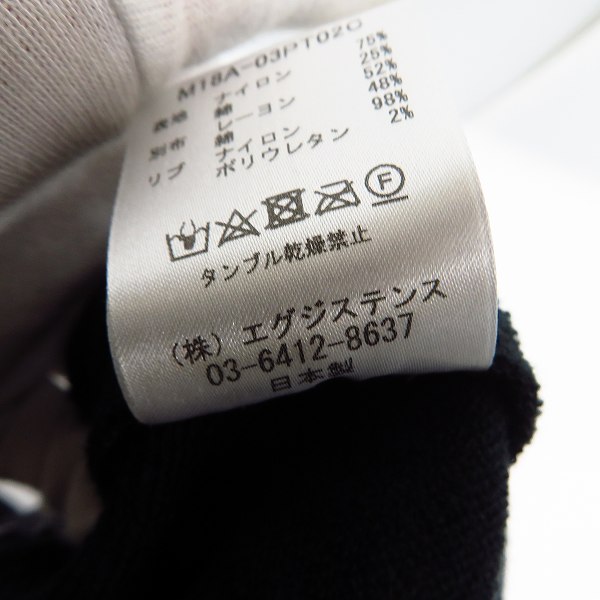 M18A-03PT02C
表地 ナイロン 75%
綿 25%
別布 レーヨン 52%
綿 48%
リブ ナイロン 98%
ポリウレタン 2%
F
タンブル乾燥禁止
(株) エグジステンス
03-6412-8637
日本製